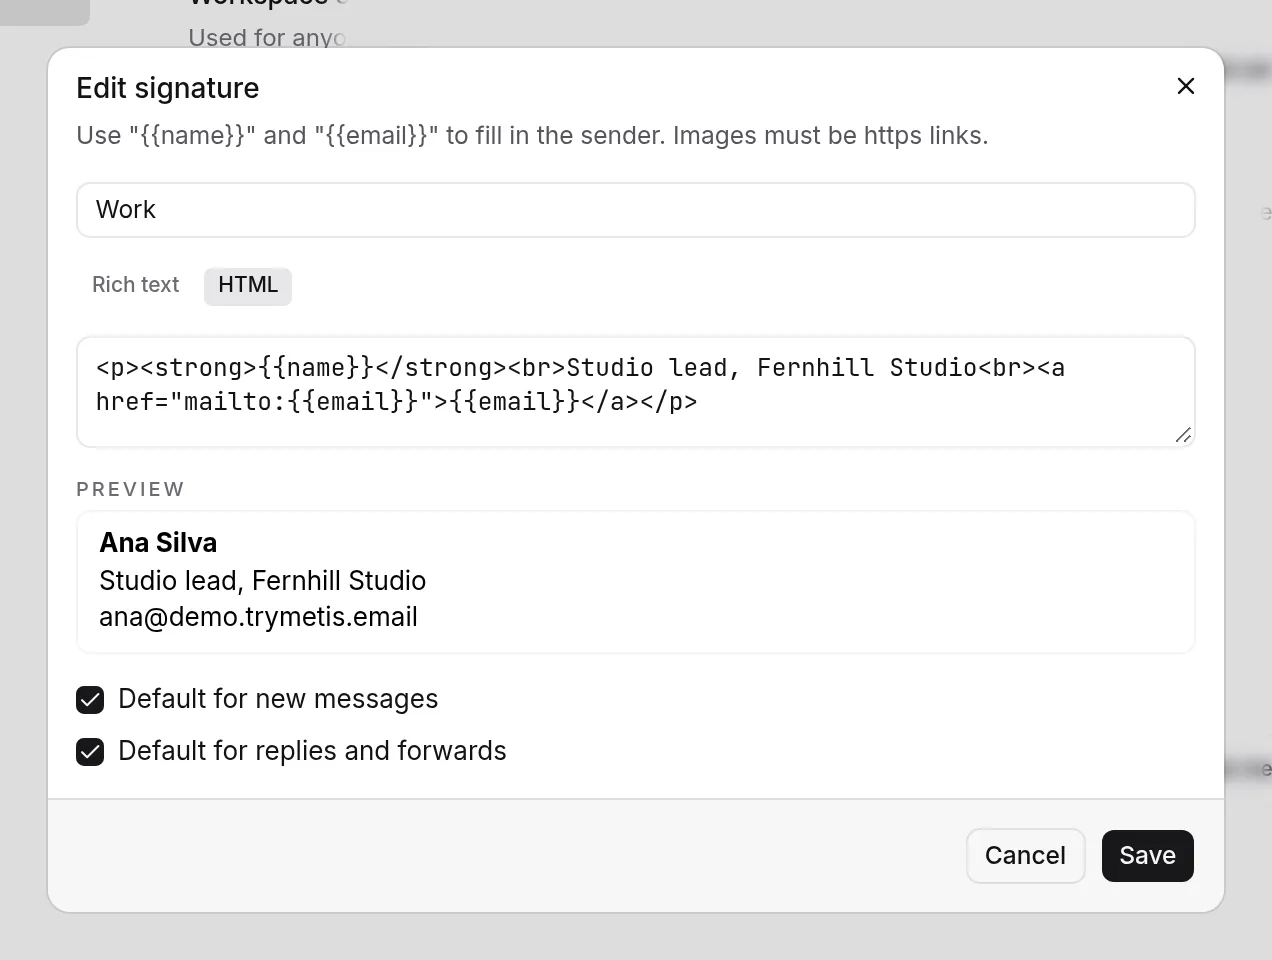 Used for anyo
Edit signature
Use "{{name}}" and "{{email}}" to fill in the sender. Images must be https links.
Work
Rich text HTML
<p><strong>{{name}}</strong><br>Studio lead, Fernhill Studio<br><a
href="mailto:{{email}}">{{email}}</a></p>
PREVIEW
Ana Silva
Studio lead, Fernhill Studio
ana@demo.trymetis.email
Default for new messages
Default for replies and forwards
Cancel Save